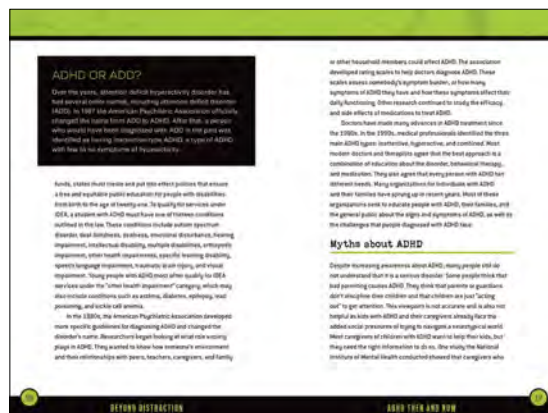 ADHD OR ADD?
Over the years, attention deficit hyperactivity disorder has
had several other names, including attention deficit disorder
(ADD). In 1987 the American Psychiatric Association officially
changed the name from ADD to ADHD. After that, a person
who would have been diagnosed with ADD in the past was
identified as having inattentive-type ADHD, a type of ADHD
with few to no symptoms of hyperactivity.
funds, states must create and put into effect policies that ensure
a free and equitable public education for people with disabilities
from birth to the age of twenty-one. To qualify for services under
IDEA, a student with ADHD must have one of thirteen conditions
outlined in the law. These conditions include autism spectrum
disorder, deaf-blindness, deafness, emotional disturbance, hearing
impairment, intellectual disability, multiple disabilities, orthopedic
impairment, other health impairments, specific learning disability,
speech language impairment, traumatic brain injury, and visual
impairment. Young people with ADHD most often qualify for IDEA
services under the "other health impairment" category, which may
also include conditions such as asthma, diabetes, epilepsy, lead
poisoning, and sickle cell anemia.
In the 1980s, the American Psychiatric Association developed
more specific guidelines for diagnosing ADHD and changed the
disorder's name. Researchers began looking at what role society
plays in ADHD. They wanted to know how someone's environment
and their relationships with peers, teachers, caregivers, and family
BEYOND DISTRACTION
or other household members could affect ADHD. The association
developed rating scales to help doctors diagnose ADHD. These
scales assess somebody's symptom burden, or how many
symptoms of ADHD they have and how these symptoms affect their
daily functioning. Other research continued to study the efficacy
and side effects of medications to treat ADHD.
Doctors have made many advances in ADHD treatment since
the 1980s. In the 1990s, medical professionals identified the three
main ADHD types: inattentive, hyperactive, and combined. Most
modern doctors and therapists agree that the best approach is a
combination of education about the disorder, behavioral therapy,
and medication. They also agree that every person with ADHD has
different needs. Many organizations for individuals with ADHD
and their families have sprung up in recent years. Most of these
organizations seek to educate people with ADHD, their families, and
the general public about the signs and symptoms of ADHD, as well as
the challenges that people diagnosed with ADHD face.
Myths about ADHD
Despite increasing awareness about ADHD, many people still do
not understand that it is a serious disorder. Some people think that
bad parenting causes ADHD. They think that parents or guardians
don't discipline their children and that children are just "acting
out" to get attention. This viewpoint is not accurate and is also not
helpful as kids with ADHD and their caregivers already face the
added social pressures of trying to navigate a neurotypical world.
Most caregivers of children with ADHD want to help their kids, but
they need the right information to do so. One study the National
Institute of Mental Health conducted showed that caregivers who
ADHD THEN AND NOW
17